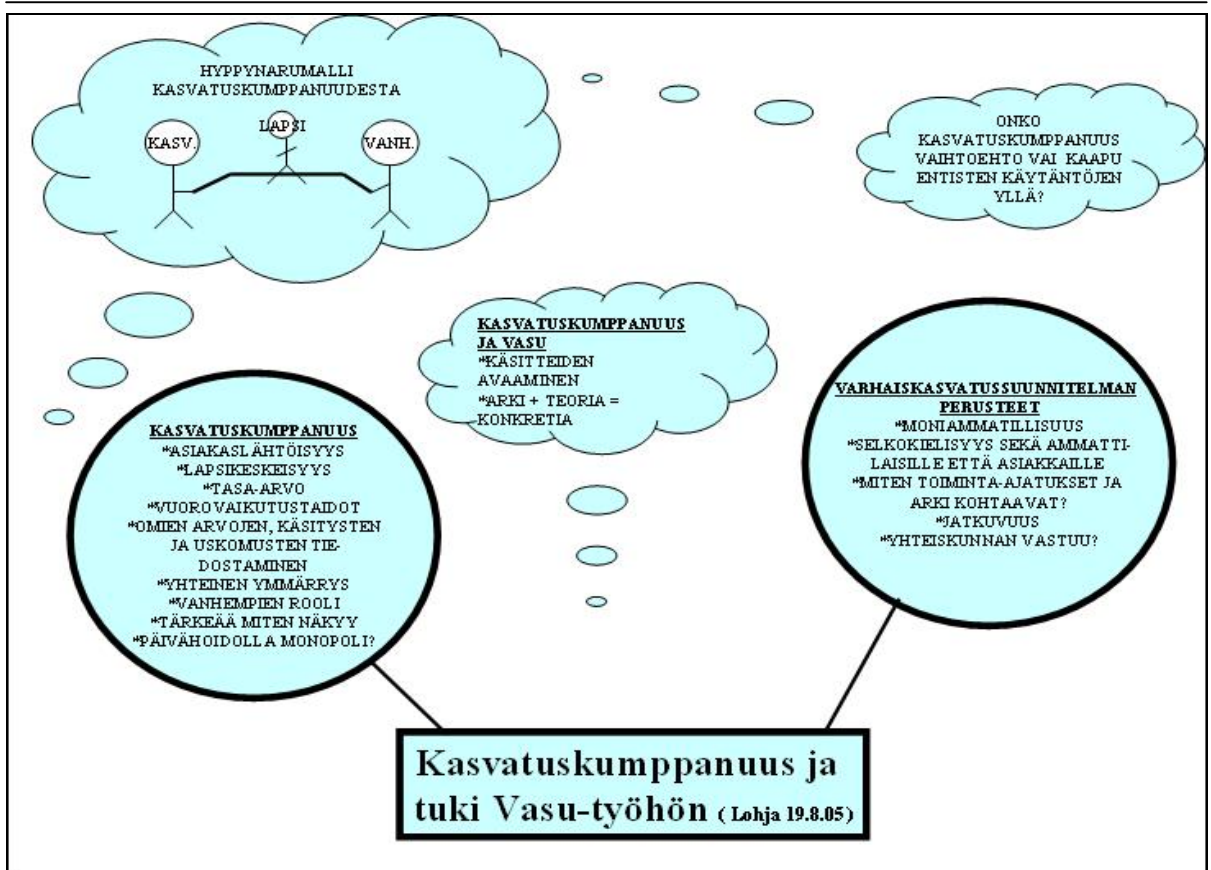 HYPPYNARUMALLI
KASVATUSKUMPPANUUDESTA
LAPSI
KASV.
VANH.
ONKO
KASVATUSKUMPPANUUS
VAIHTOEHTO VAI KAAPU
ENTISTEN KÄYTÄNTÖJEN
YLLÄ?
KASVATUSKUMPPANUUS
JA VASU
*KÄSITTEIDEN
AVAAMINEN
*ARKI + TEORIA =
KONKRETIA
KASVATUSKUMPPANUUS
*ASIAKASLÄHTÖISYYS
*LAPSIKESKEISYYS
*TASA-ARVO
*VUOROVAIKUTUSTAIDOT
*OMIEN ARVOJEN, KÄSITYSTEN
JA USKOMUSTEN TIE-
DOSTAMINEN
*YHTEINEN YMMÄRRYS
*VANHEMPIEN ROOLI
*TÄRKEÄÄ MITEN NÄKYY
*PÄIVÄHOIDOLLA MONOPOLI?
VARHAISKASVATUSSUUNNITELMAN
PERUSTEET
*MONIAMMATILLISUUS
*SELKOKIELISYYS SEKÄ AMMATTI-
LAISILLE ETTÄ ASIAKKAILLE
*MITEN TOIMINTA-AJATUKSET JA
ARKI KOHTAAVAT?
*JATKUVUUS
*YHTEISKUNNAN VASTUU?
Kasvatuskumppanuus ja
tuki Vasu-työhön ( Lohja 19.8.05)